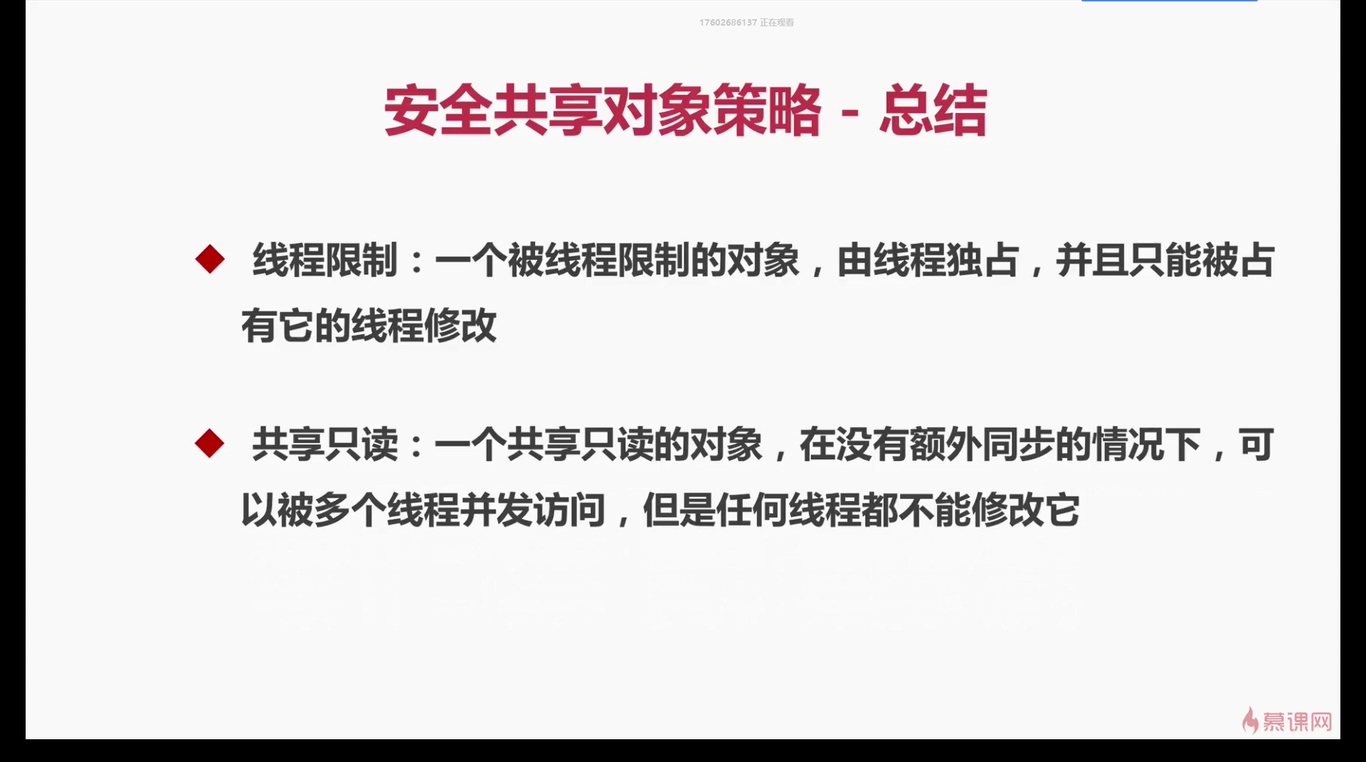 17602686137 正在观看
安全共享对象策略 - 总结
线程限制：一个被线程限制的对象，由线程独占，并且只能被占
有它的线程修改
共享只读：一个共享只读的对象，在没有额外同步的情况下，可
以被多个线程并发访问，但是任何线程都不能修改它
慕课网